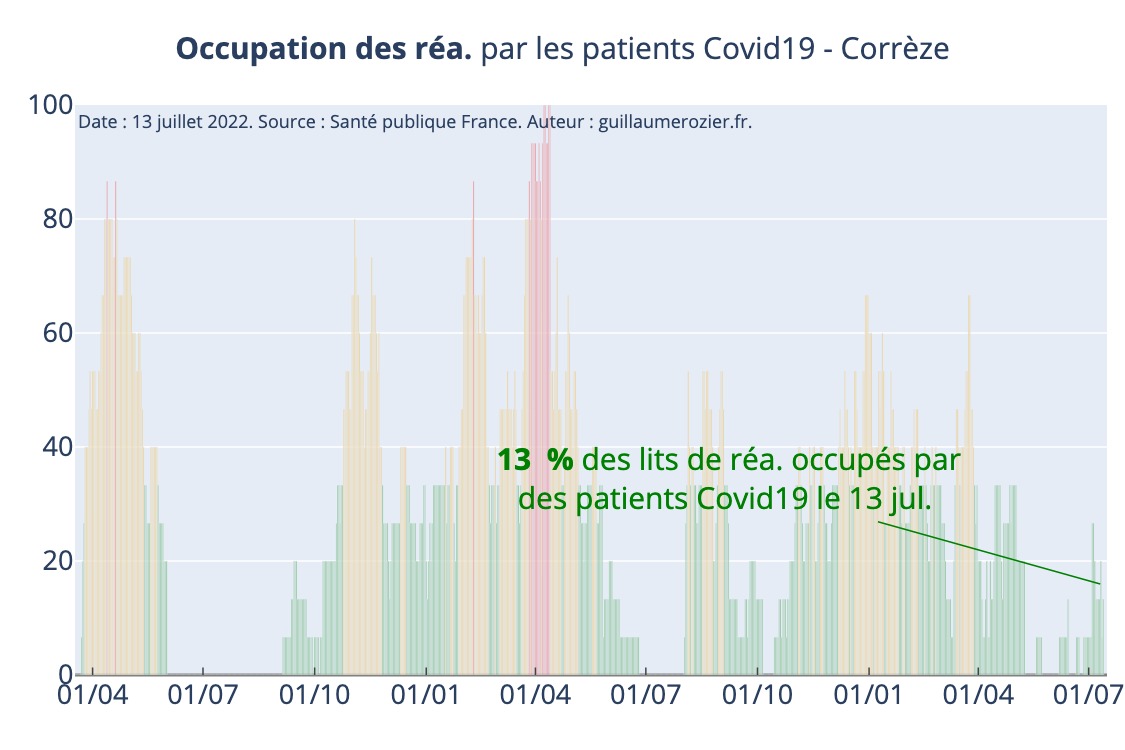 Occupation des réa. par les patients Covid19 - Corrèze
100
Date : 13 juillet 2022. Source : Santé publique France. Auteur : guillaumerozier.fr.
80
60
40
13 % des lits de réa. occupés par
des patients Covid19 le 13 jul.
20
0
01/04 01/07 01/10 01/01 01/04 01/07 01/10 01/01 01/04 01/07